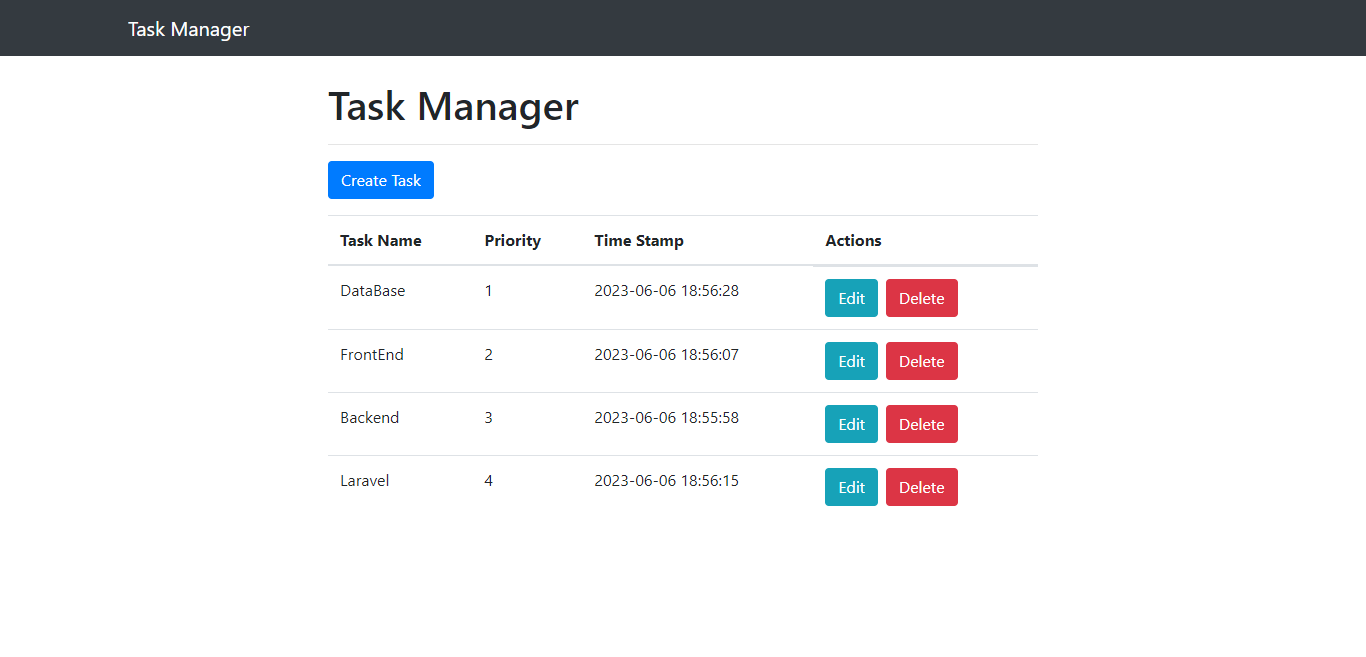 Task Manager
Task Manager
Create Task
Task Name Priority Time Stamp Actions
DataBase 1 2023-06-06 18:56:28 Edit Delete
FrontEnd 2 2023-06-06 18:56:07 Edit Delete
Backend 3 2023-06-06 18:55:58 Edit Delete
Laravel 4 2023-06-06 18:56:15 Edit Delete